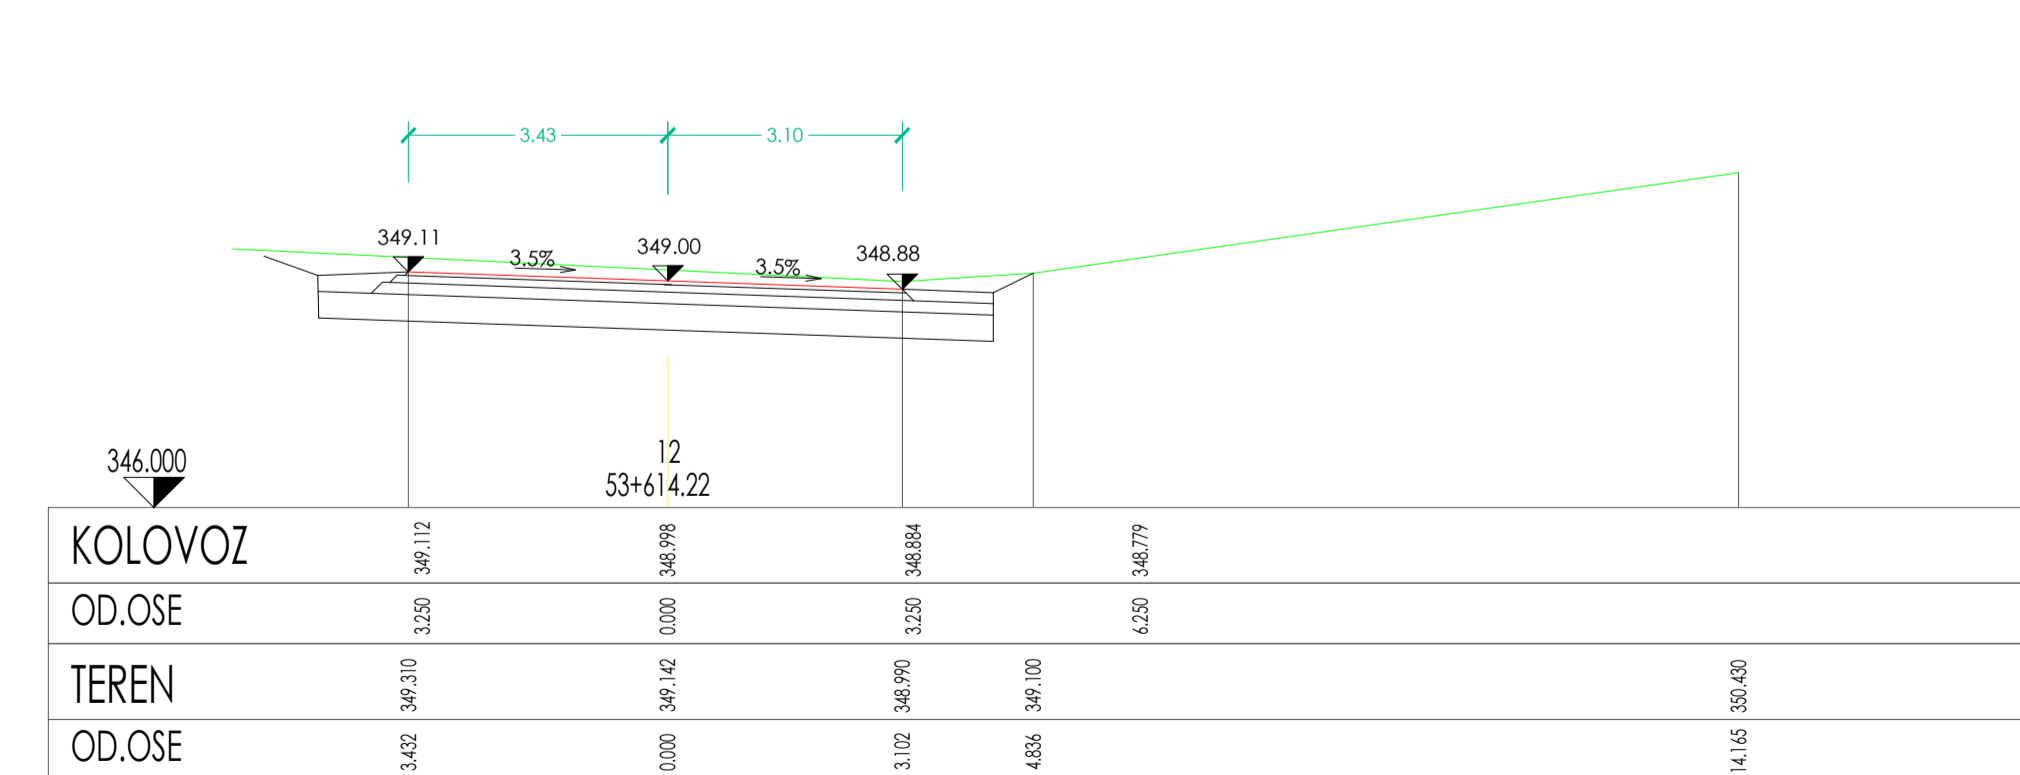 3.43 3.10
349.11 3.5% 349.00 3.5% 348.88
12
346.000
53+614.22
KOLOVOZ 349.112 348.998 348.884 348.779
OD.OSE 3.250 0.000 3.250 6.250
TEREN 349.310 349.142 348.990 349.100 350.430
OD.OSE 3.432 0.000 3.102 4.836 14.165